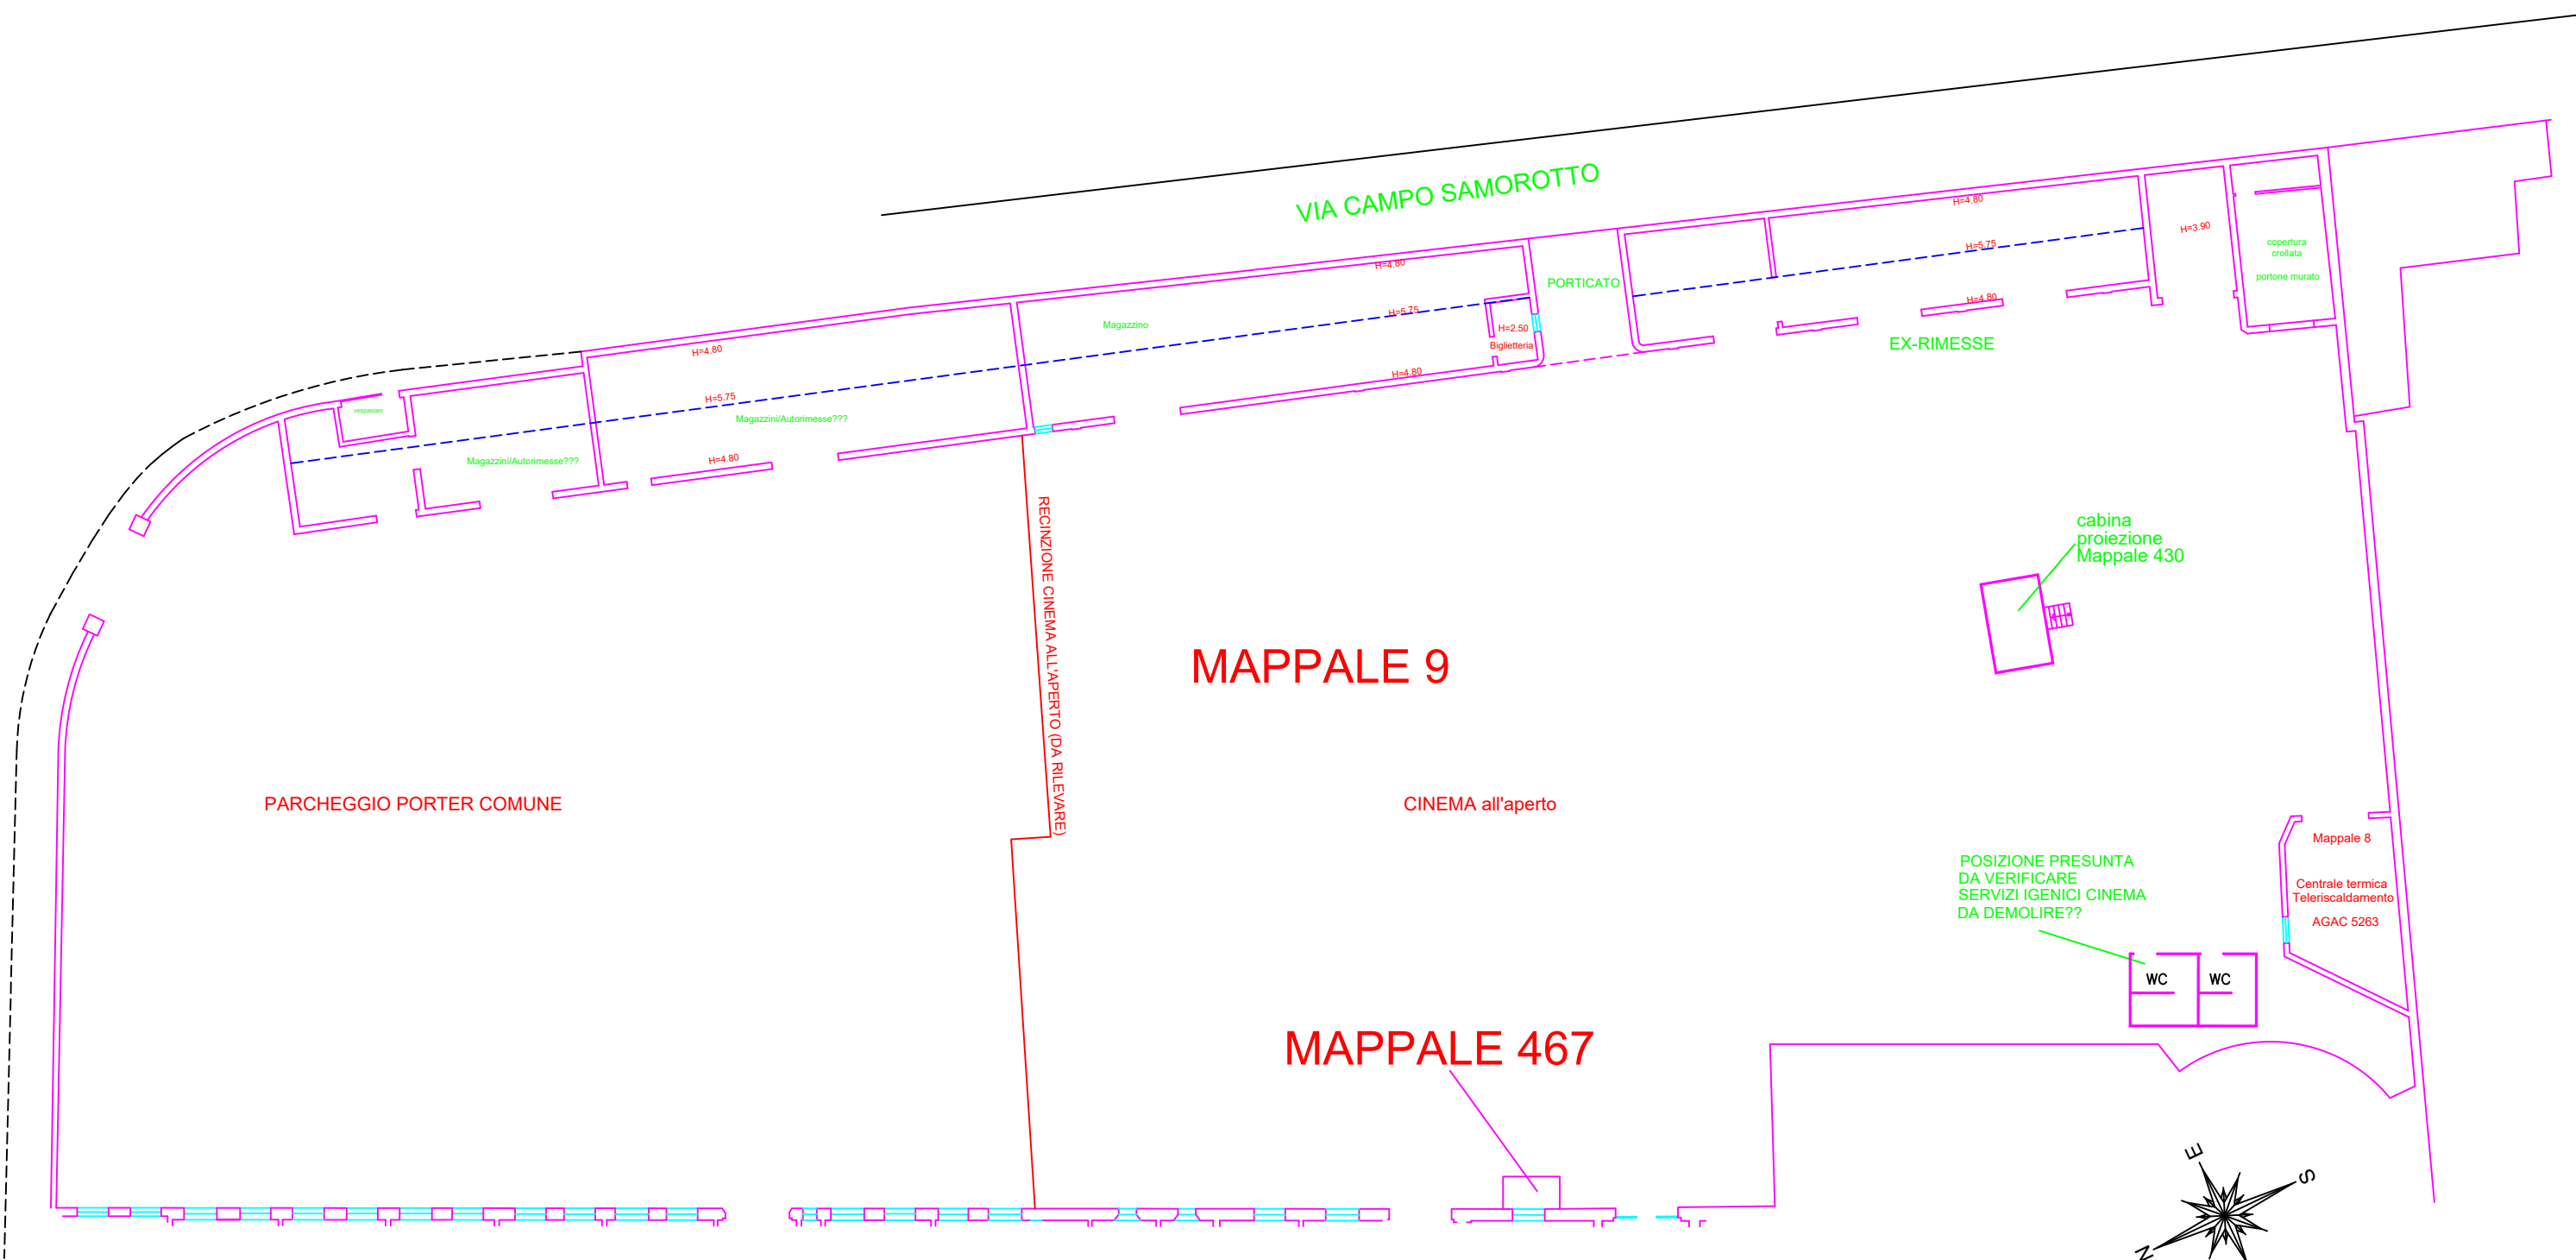 VIA CAMPO SAMOROTTO
H=4.80
H=5.75
H=3.90
copertura
crollata
portone murato
H=4.80
PORTICATO
H=4.80
H=5.75
H=2.50
Biglietteria
H=4.80
EX-RIMESSE
Magazzino
H=4.80
H=5.75
Magazzini/Autorimesse???
H=4.80
vespasiani
Magazzini/Autorimesse???
RECINZIONE CINEMA ALL'APERTO (DA RILEVARE)
cabina
proiezione
Mappale 430
MAPPALE 9
PARCHEGGIO PORTER COMUNE
CINEMA all'aperto
Mappale 8
Centrale termica
Teleriscaldamento
AGAC 5263
POSIZIONE PRESUNTA
DA VERIFICARE
SERVIZI IGENICI CINEMA
DA DEMOLIRE??
WC
WC
MAPPALE 467
E
S
N